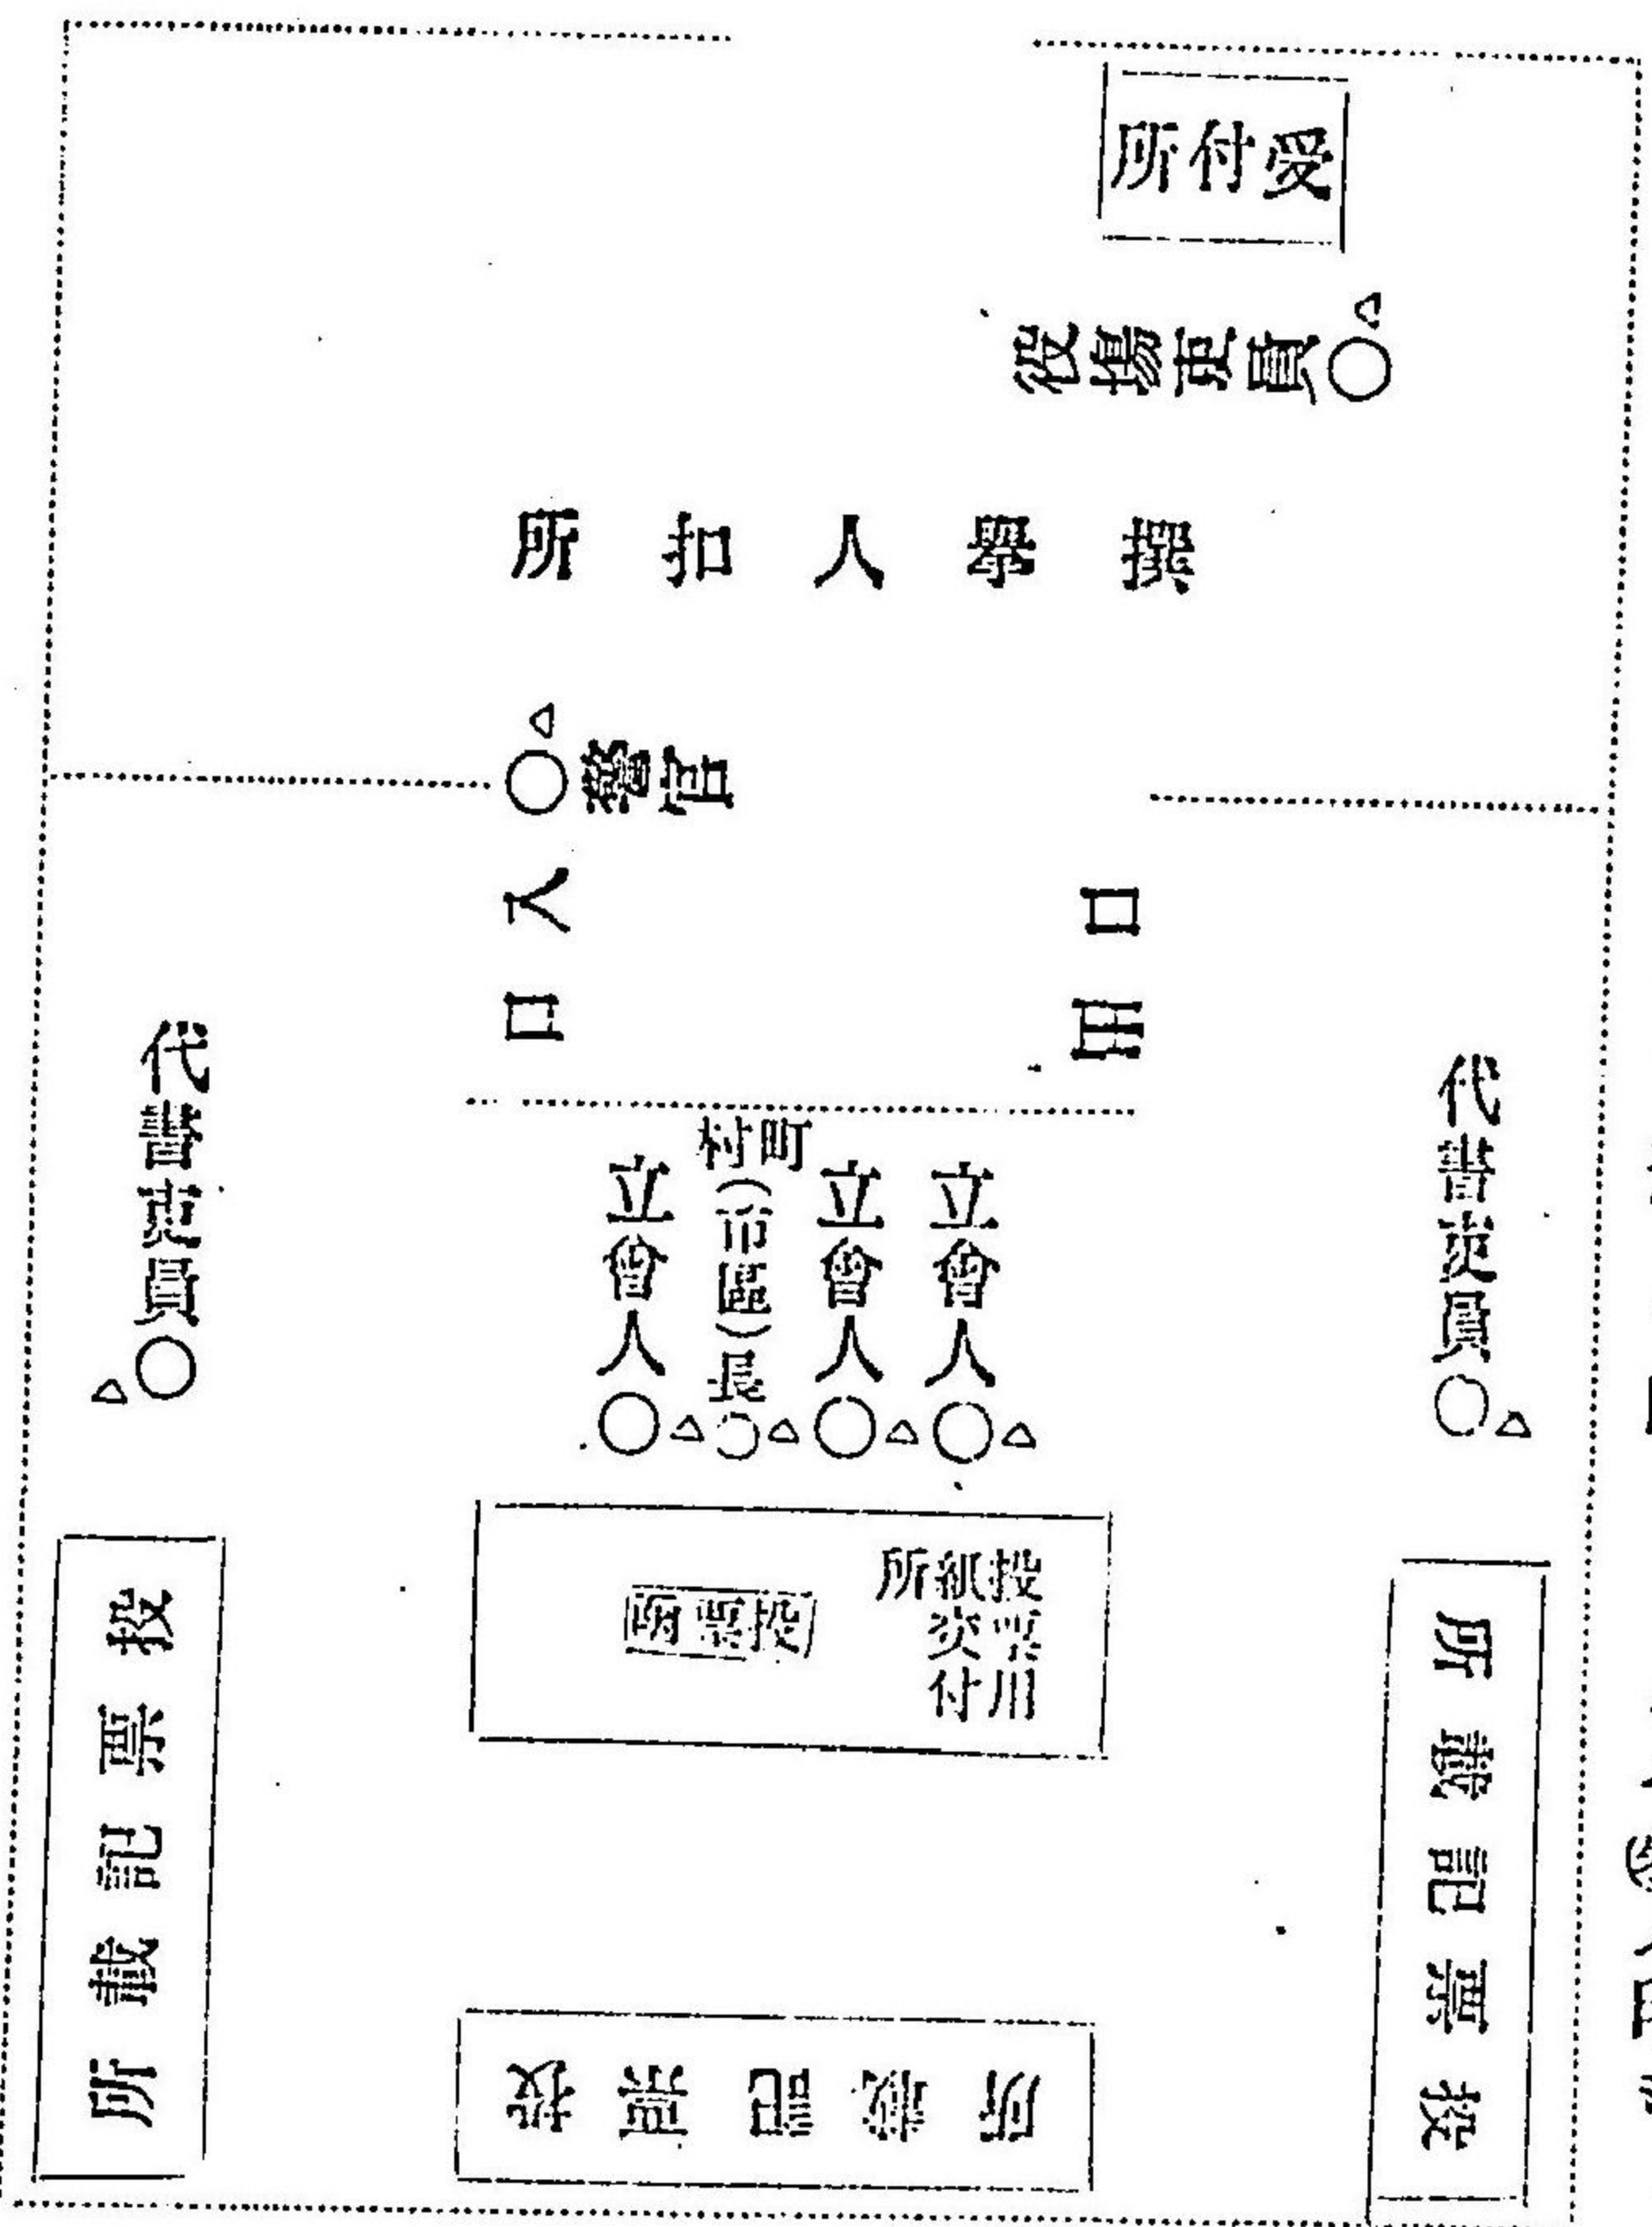 受付所
役場吏員
撰擧人扣所
警官
入口
出口
代書吏員
立會人
立會人
町村(市區)長
立會人
代書吏員
投票用紙交付所
投票函
投票記載所
投票記載所
投票記載所